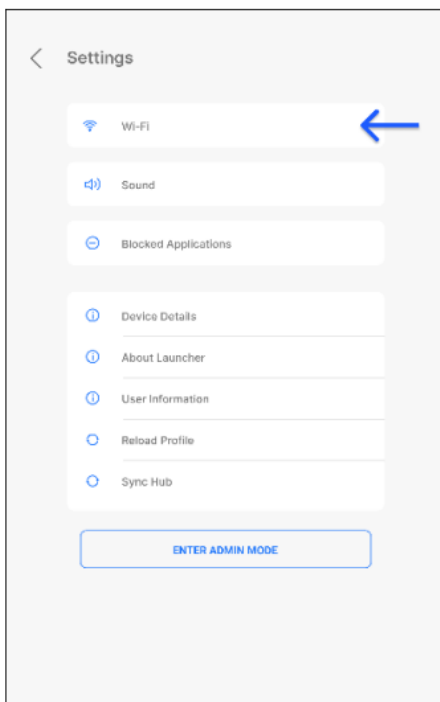 Settings
Wi-Fi
Sound
Blocked Applications
Device Details
About Launcher
User Information
Reload Profile
Sync Hub
ENTER ADMIN MODE